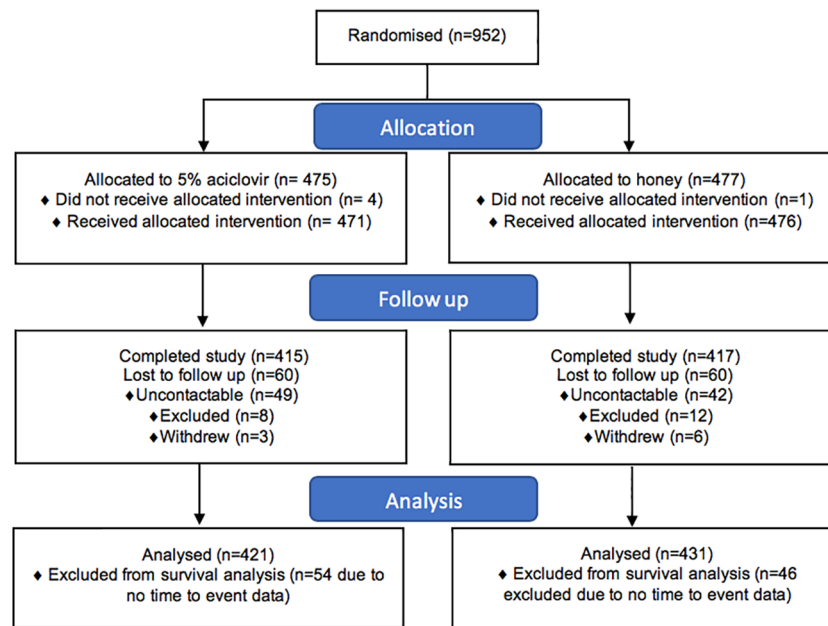 Randomised (n=952)
Allocation
Allocated to 5% aciclovir (n= 475)
♦ Did not receive allocated intervention (n= 4)
♦ Received allocated intervention (n= 471)
Allocated to honey (n=477)
♦ Did not receive allocated intervention (n=1)
♦ Received allocated intervention (n=476)
Follow up
Completed study (n=415)
Lost to follow up (n=60)
♦Uncontactable (n=49)
♦Excluded (n=8)
♦Withdrew (n=3)
Completed study (n=417)
Lost to follow up (n=60)
♦Uncontactable (n=42)
♦Excluded (n=12)
♦Withdrew (n=6)
Analysis
Analysed (n=421)
♦ Excluded from survival analysis (n=54 due to
no time to event data)
Analysed (n=431)
♦ Excluded from survival analysis (n=46
excluded due to no time to event data)